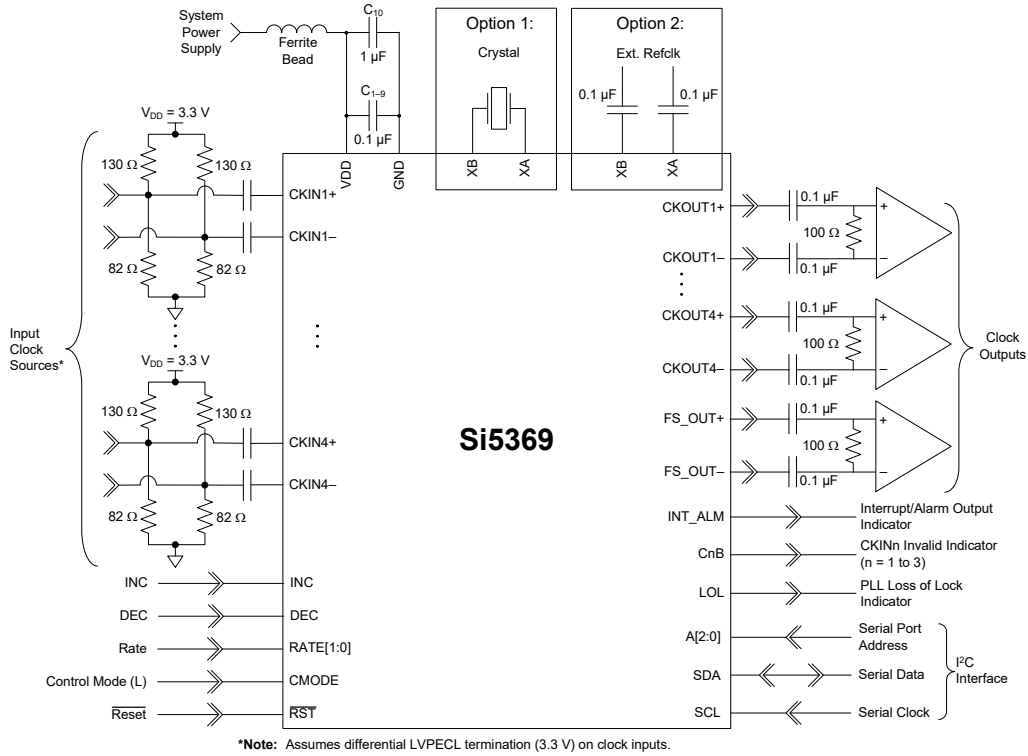 System
Power
Supply
Ferrite
Bead
C10
1 µF
C1–9
0.1 µF
VDD
GND
Option 1:
Crystal
XB
XA
Option 2:
Ext. Refclk
0.1 µF
0.1 µF
XB
XA
Input
Clock
Sources*
VDD = 3.3 V
130 Ω
130 Ω
82 Ω
82 Ω
CKIN1+
CKIN1–
VDD = 3.3 V
130 Ω
130 Ω
82 Ω
82 Ω
CKIN4+
CKIN4–
INC
INC
DEC
DEC
Rate
RATE[1:0]
Control Mode (L)
CMODE
Reset
RST
Si5369
CKOUT1+
0.1 µF
+
100 Ω
CKOUT1–
0.1 µF
–
CKOUT4+
0.1 µF
+
100 Ω
CKOUT4–
0.1 µF
–
FS_OUT+
0.1 µF
+
100 Ω
FS_OUT–
0.1 µF
–
Clock
Outputs
INT_ALM
Interrupt/Alarm Output
Indicator
CnB
CKINn Invalid Indicator
(n = 1 to 3)
LOL
PLL Loss of Lock
Indicator
A[2:0]
Serial Port
Address
SDA
Serial Data
SCL
Serial Clock
I²C
Interface
*Note: Assumes differential LVPECL termination (3.3 V) on clock inputs.